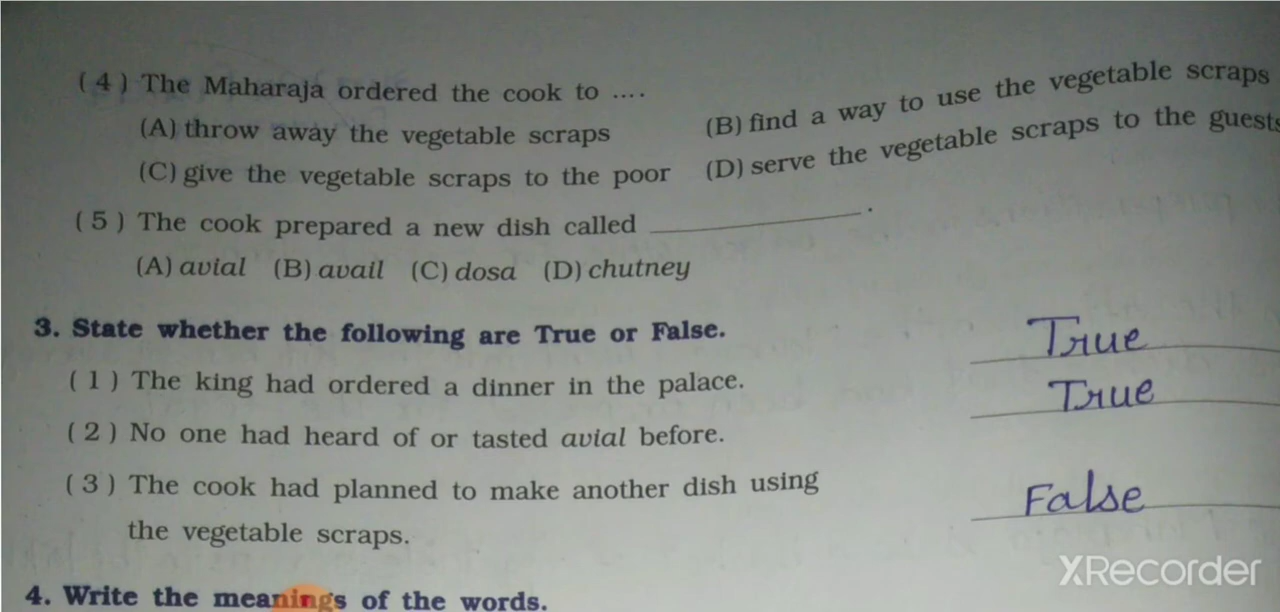 (4) The Maharaja ordered the cook to ....
(A) throw away the vegetable scraps (B) find a way to use the vegetable scraps
(C) give the vegetable scraps to the poor (D) serve the vegetable scraps to the guests
(5) The cook prepared a new dish called ____________.
(A) avial (B) avail (C) dosa (D) chutney
3. State whether the following are True or False.
(1) The king had ordered a dinner in the palace. True
(2) No one had heard of or tasted avial before. True
(3) The cook had planned to make another dish using
the vegetable scraps. False
4. Write the meanings of the words.
XRecorder